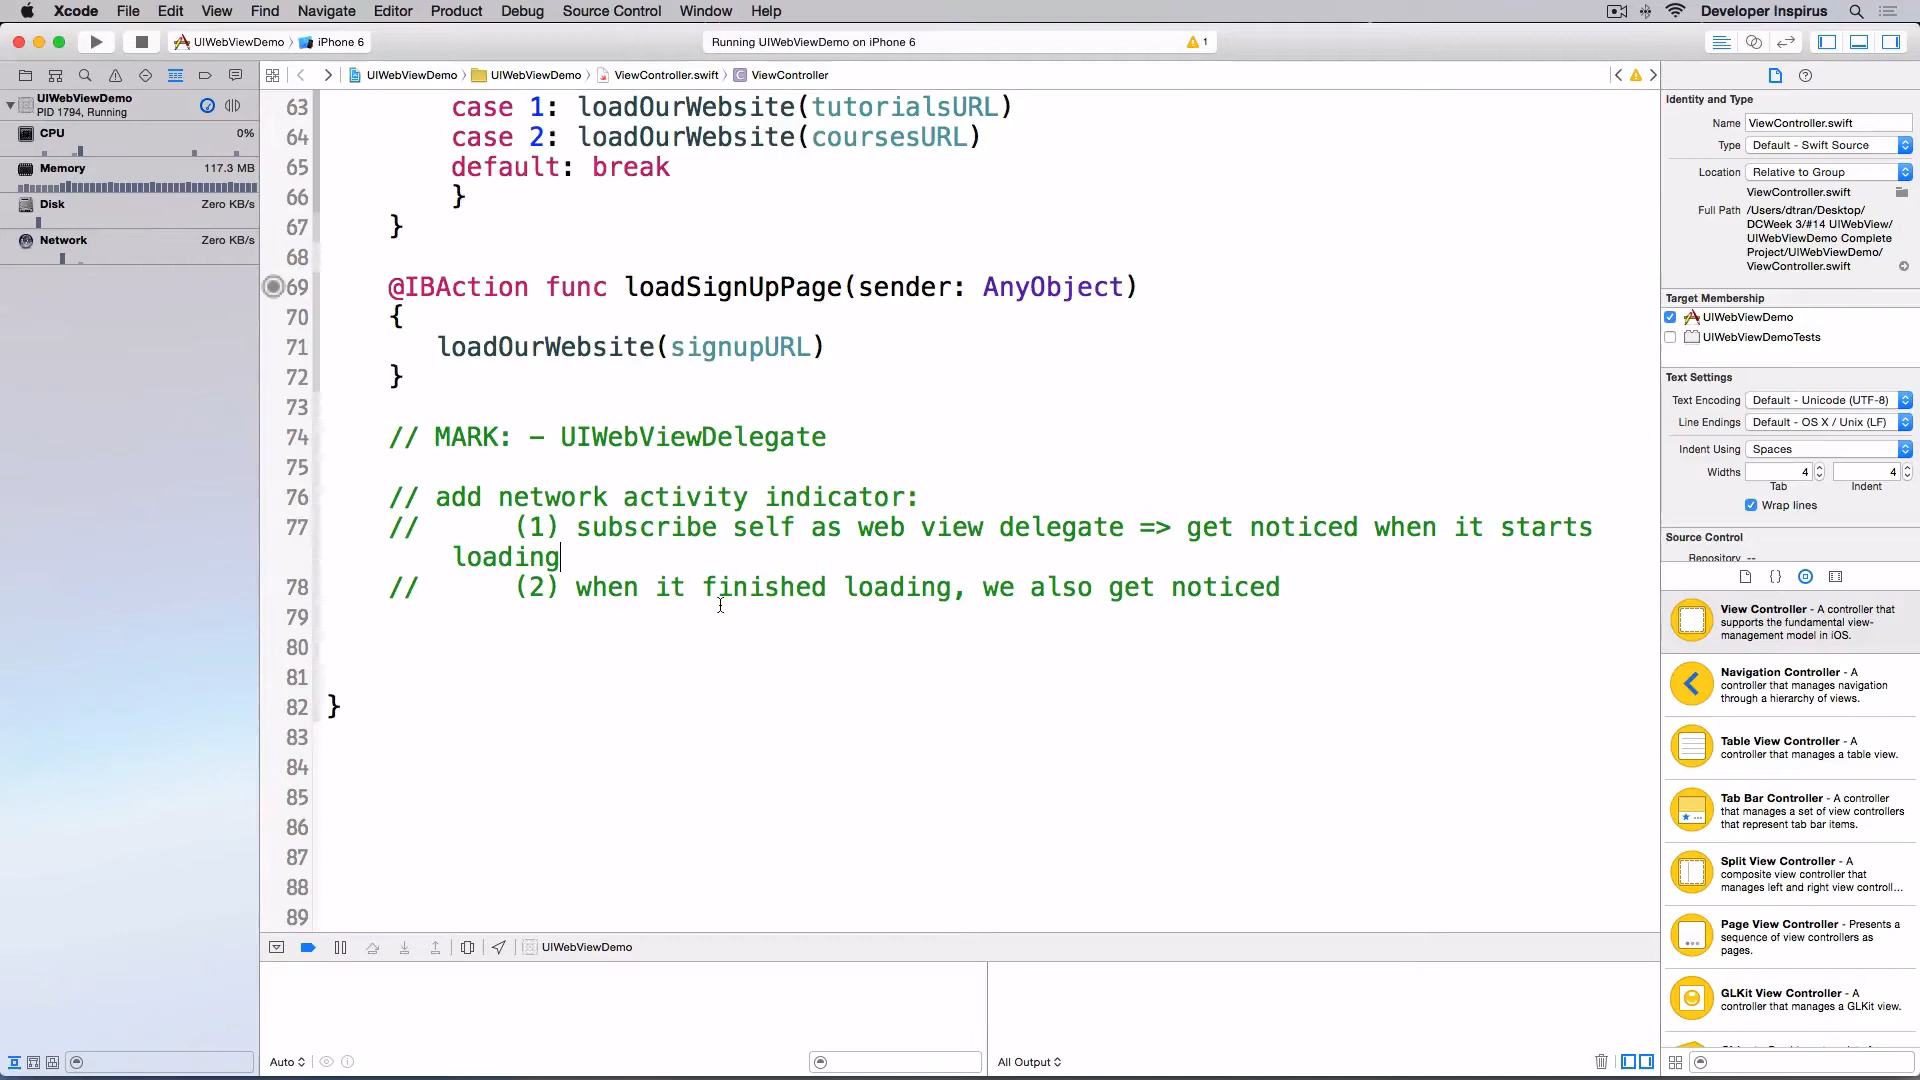 Xcode File Edit View Find Navigate Editor Product Debug Source Control Window Help Developer Inspirus
UIWebViewDemo iPhone 6 Running UIWebViewDemo on iPhone 6 1
UIWebViewDemo UIWebViewDemo ViewController.swift C ViewController
UIWebViewDemo
PID 1794, Running
CPU 0%
Memory 117.3 MB
Disk Zero KB/s
Network Zero KB/s
63 case 1: loadOurWebsite(tutorialsURL)
64 case 2: loadOurWebsite(coursesURL)
65 default: break
66 }
67 }
68
69 @IBAction func loadSignUpPage(sender: AnyObject)
70 {
71 loadOurWebsite(signupURL)
72 }
73
74 // MARK: - UIWebViewDelegate
75
76 // add network activity indicator:
77 // (1) subscribe self as web view delegate => get noticed when it starts
loading
78 // (2) when it finished loading, we also get noticed
79
80
81
82 }
83
84
85
86
87
88
89
UIWebViewDemo
Auto
All Output
Identity and Type
Name ViewController.swift
Type Default - Swift Source
Location Relative to Group
ViewController.swift
Full Path /Users/dtran/Desktop/
DCWeek 3/#14 UIWebView/
UIWebViewDemo Complete
Project/UIWebViewDemo/
ViewController.swift
Target Membership
UIWebViewDemo
UIWebViewDemoTests
Text Settings
Text Encoding Default - Unicode (UTF-8)
Line Endings Default - OS X / Unix (LF)
Indent Using Spaces
Widths 4 4
Tab Indent
Wrap lines
Source Control
Repository --
View Controller - A controller that
supports the fundamental view-
management model in iOS.
Navigation Controller - A
controller that manages navigation
through a hierarchy of views.
Table View Controller - A
controller that manages a table view.
Tab Bar Controller - A controller
that manages a set of view controllers
that represent tab bar items.
Split View Controller - A
composite view controller that
manages left and right view controll...
Page View Controller - Presents a
sequence of view controllers as
pages.
GLKit View Controller - A
controller that manages a GLKit view.